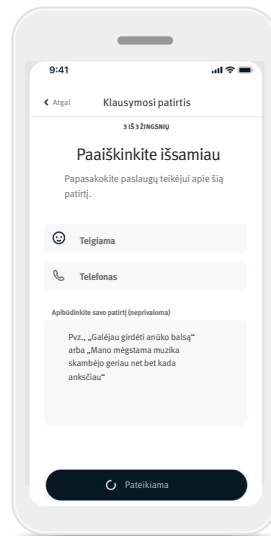 9:41
Atgal Klausymosi patirtis
3 IŠ 3 ŽINGSNIŲ
Paaiškinkite išsamiau
Papasakokite paslaugų teikėjui apie šią
patirtį.
Teigiama
Telefonas
Apibūdinkite savo patirtį (neprivaloma)
Pvz., „Galėjau girdėti anūko balsą“
arba „Mano mėgstama muzika
skambėjo geriau net bet kada
anksčiau“
Pateikiama